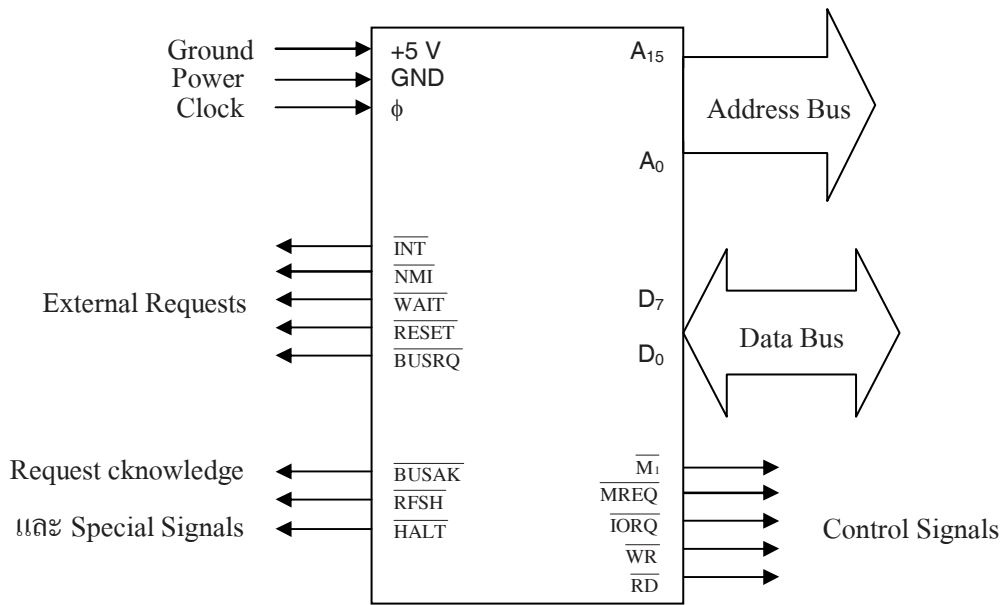 Ground
Power
Clock
+5 V
GND
ϕ
A15
A0
Address Bus
External Requests
INT
NMI
WAIT
RESET
BUSRQ
D7
D0
Data Bus
Request cknowledge
และ Special Signals
BUSAK
RFSH
HALT
M1
MREQ
IORQ
WR
RD
Control Signals